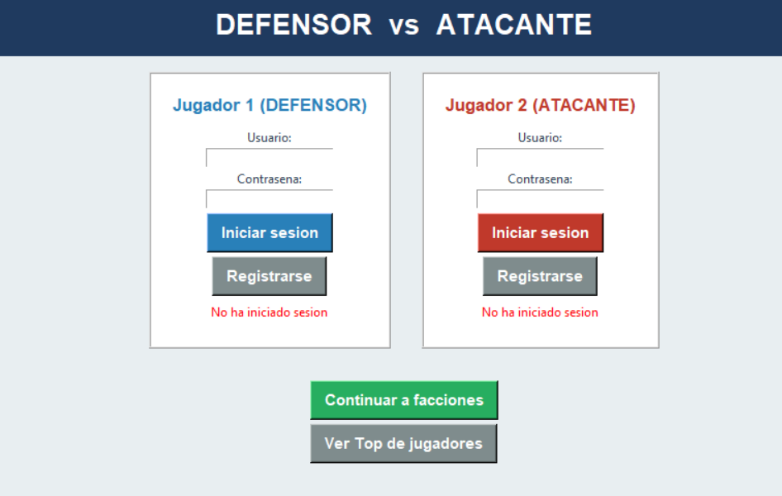 DEFENSOR vs ATACANTE
Jugador 1 (DEFENSOR)
Usuario:
Contrasena:
Iniciar sesion
Registrarse
No ha iniciado sesion
Jugador 2 (ATACANTE)
Usuario:
Contrasena:
Iniciar sesion
Registrarse
No ha iniciado sesion
Continuar a facciones
Ver Top de jugadores